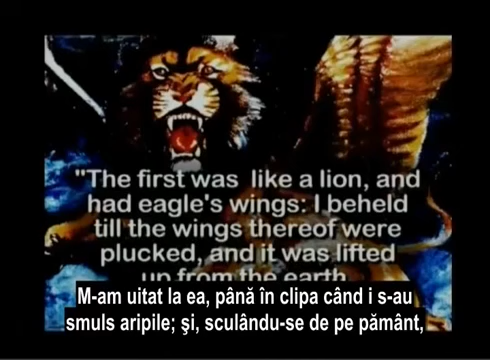 "The first was like a lion, and
had eagle's wings: I beheld
till the wings thereof were
plucked, and it was lifted
up from the earth
M-am uitat la ea, până în clipa când i s-au
smuls aripile; şi, sculându-se de pe pământ,